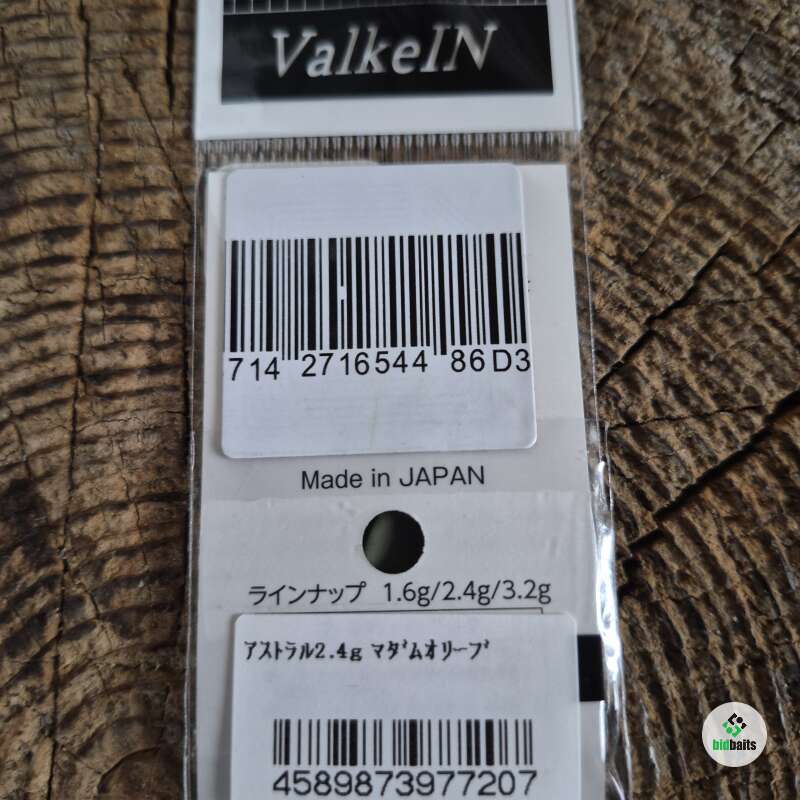 ValkeIN
714 2716544 86D3
Made in JAPAN
ラインナップ 1.6g/2.4g/3.2g
ｱｽﾄﾗﾙ2.4g ﾏﾀﾞﾑｵﾘｰﾌﾞ
4589873977207
bidbaits